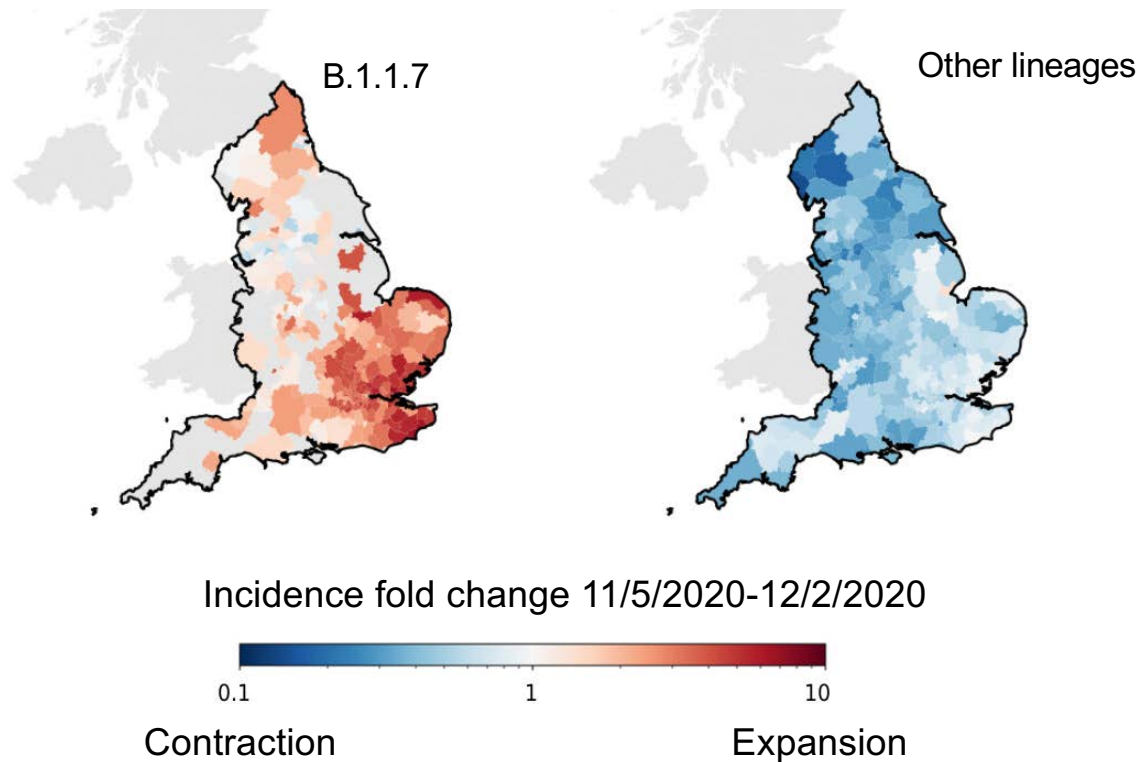 B.1.1.7
Other lineages
Incidence fold change 11/5/2020-12/2/2020
0.1 1 10
Contraction Expansion